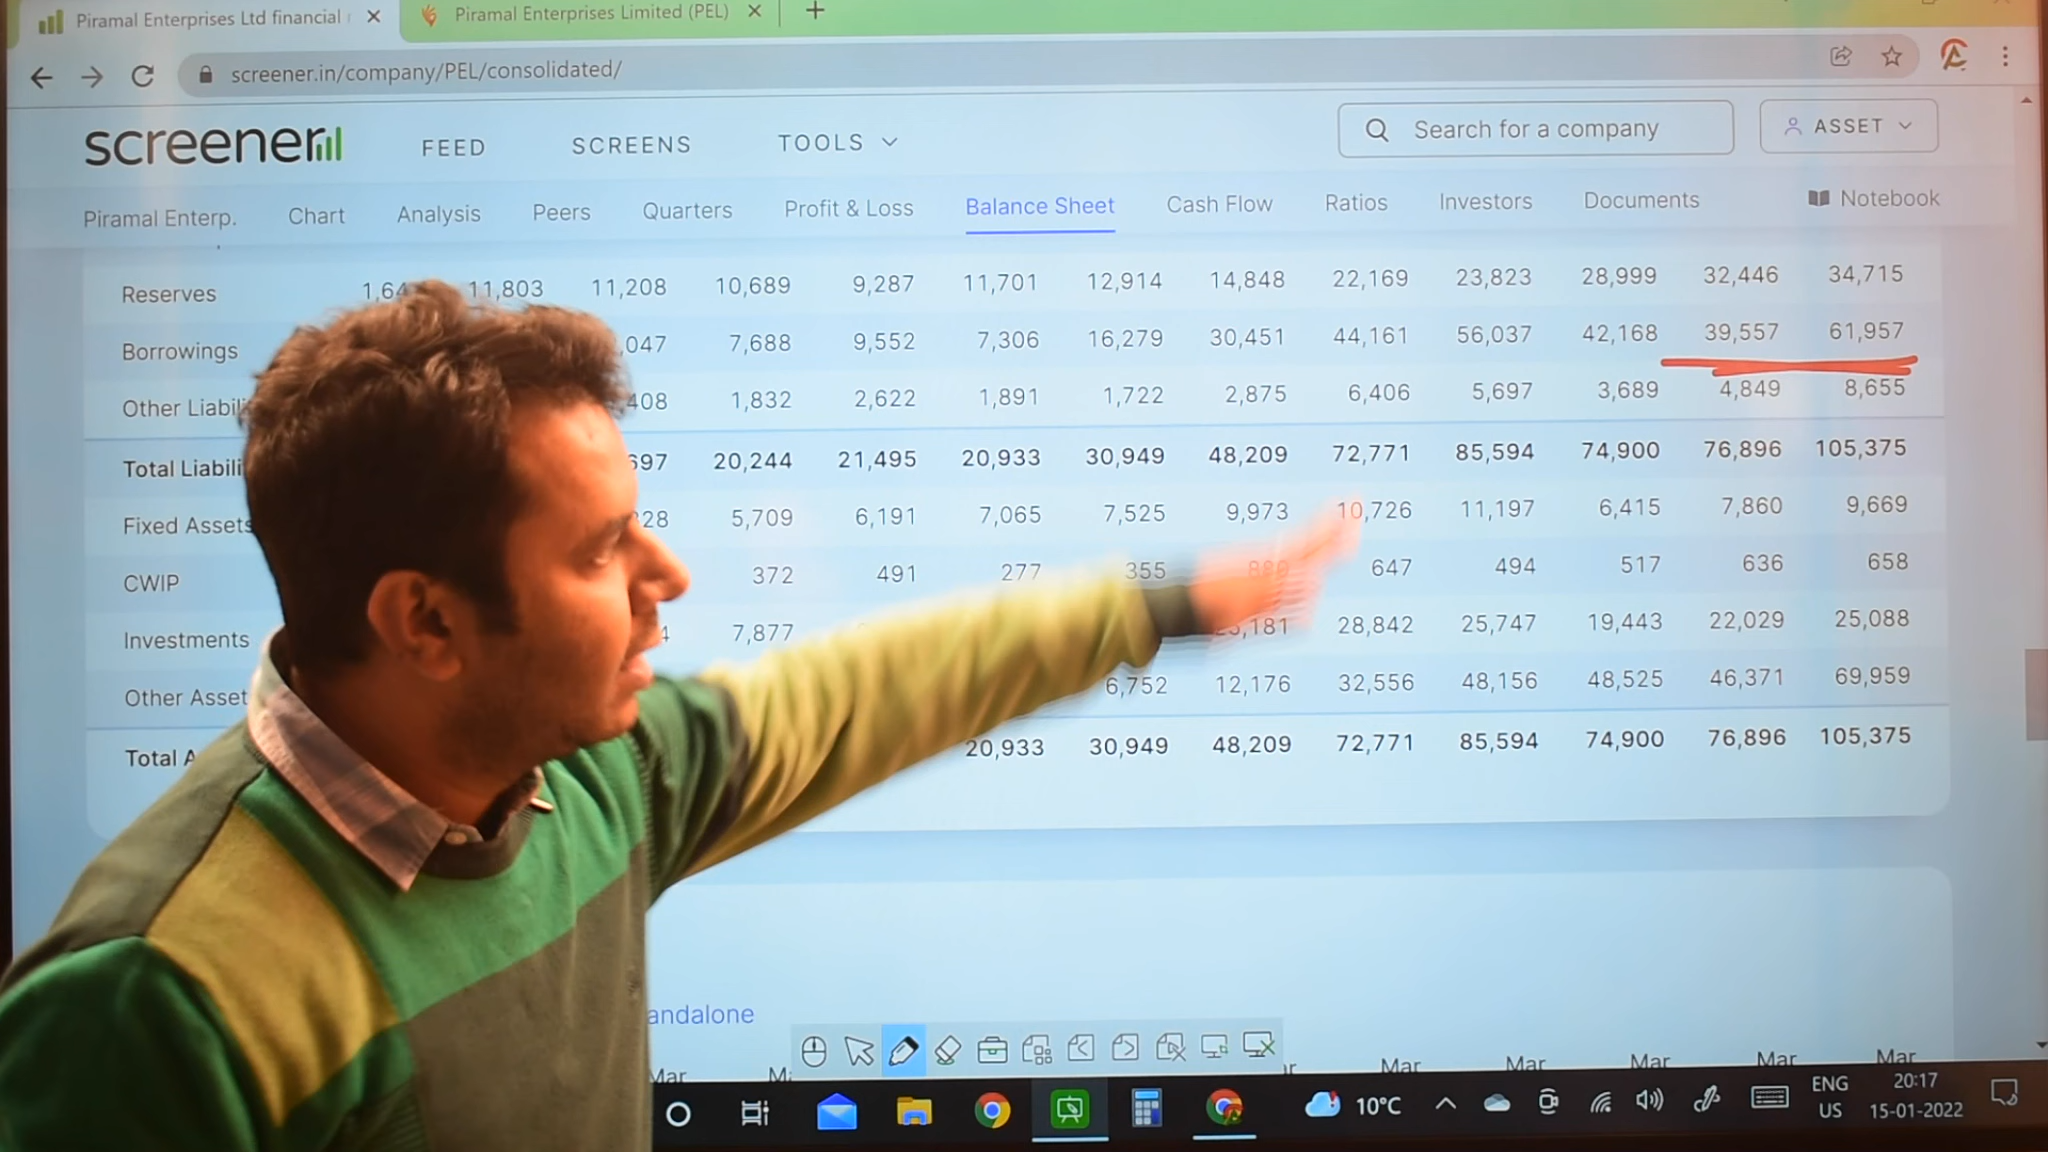 Piramal Enterprises Ltd financial
Piramal Enterprises Limited (PEL)
screener.in/company/PEL/consolidated/
screener
FEED SCREENS TOOLS
Search for a company
ASSET
Piramal Enterp. Chart Analysis Peers Quarters Profit & Loss Balance Sheet Cash Flow Ratios Investors Documents Notebook
Reserves 11,803 11,208 10,689 9,287 11,701 12,914 14,848 22,169 23,823 28,999 32,446 34,715
Borrowings ,047 7,688 9,552 7,306 16,279 30,451 44,161 56,037 42,168 39,557 61,957
Other Liabili 408 1,832 2,622 1,891 1,722 2,875 6,406 5,697 3,689 4,849 8,655
Total Liabili 697 20,244 21,495 20,933 30,949 48,209 72,771 85,594 74,900 76,896 105,375
Fixed Assets 28 5,709 6,191 7,065 7,525 9,973 10,726 11,197 6,415 7,860 9,669
CWIP 372 491 277 355 647 494 517 636 658
Investments 7,877 28,842 25,747 19,443 22,029 25,088
Other Asset 6,752 12,176 32,556 48,156 48,525 46,371 69,959
Total A 20,933 30,949 48,209 72,771 85,594 74,900 76,896 105,375
andalone
Mar Mar Mar Mar Mar Mar
10°C
ENG
US
20:17
15-01-2022